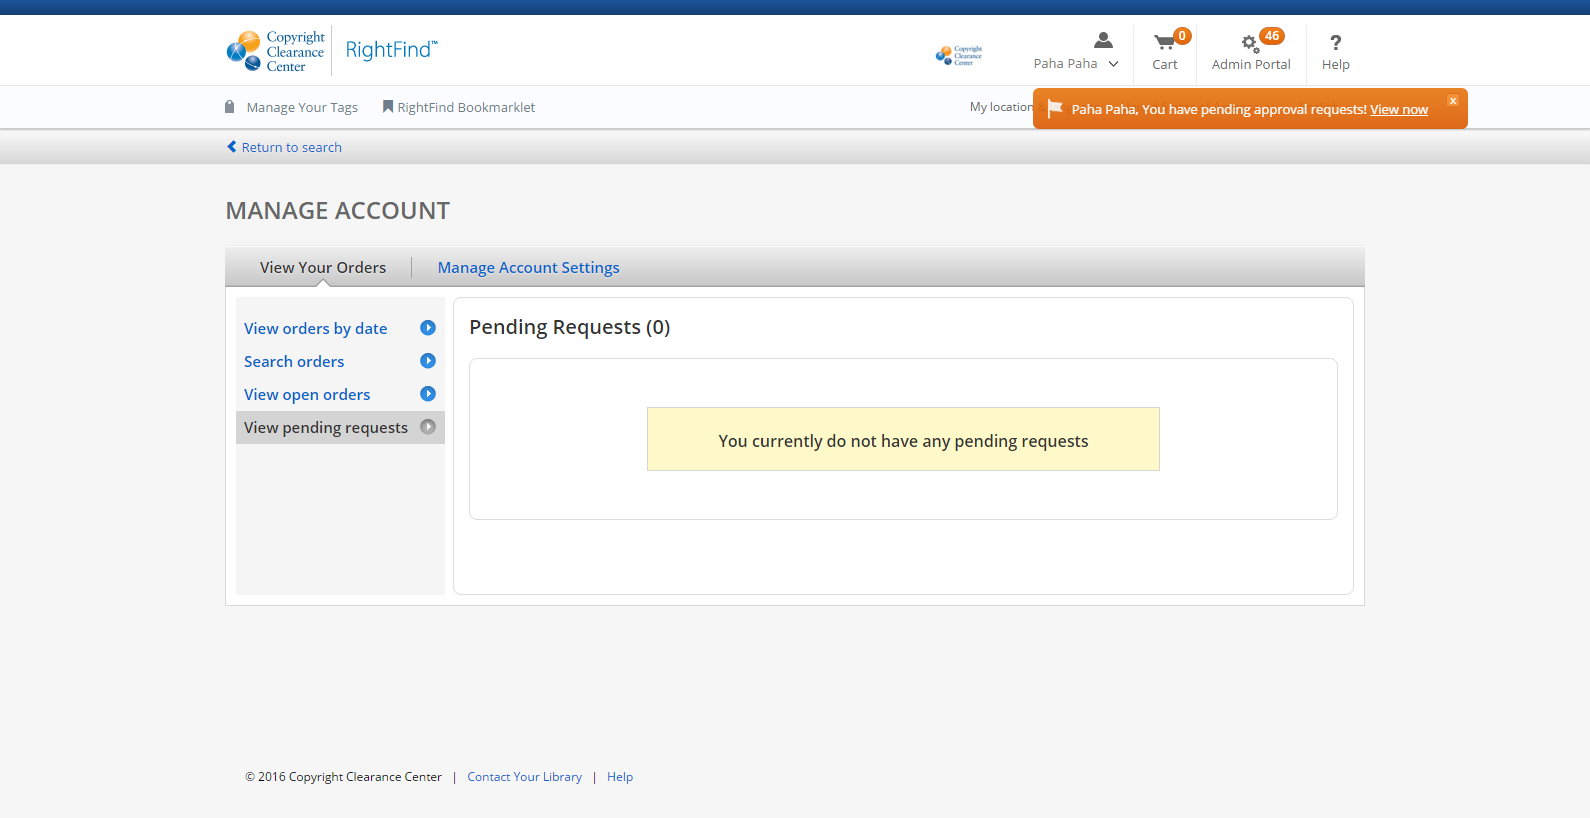 Copyright
Clearance
Center
RightFind™
Copyright
Clearance
Center
Paha Paha
0
Cart
46
Admin Portal
?
Help
Manage Your Tags
RightFind Bookmarklet
My location
Paha Paha, You have pending approval requests! View now
x
Return to search
MANAGE ACCOUNT
View Your Orders
Manage Account Settings
View orders by date
Search orders
View open orders
View pending requests
Pending Requests (0)
You currently do not have any pending requests
© 2016 Copyright Clearance Center | Contact Your Library | Help